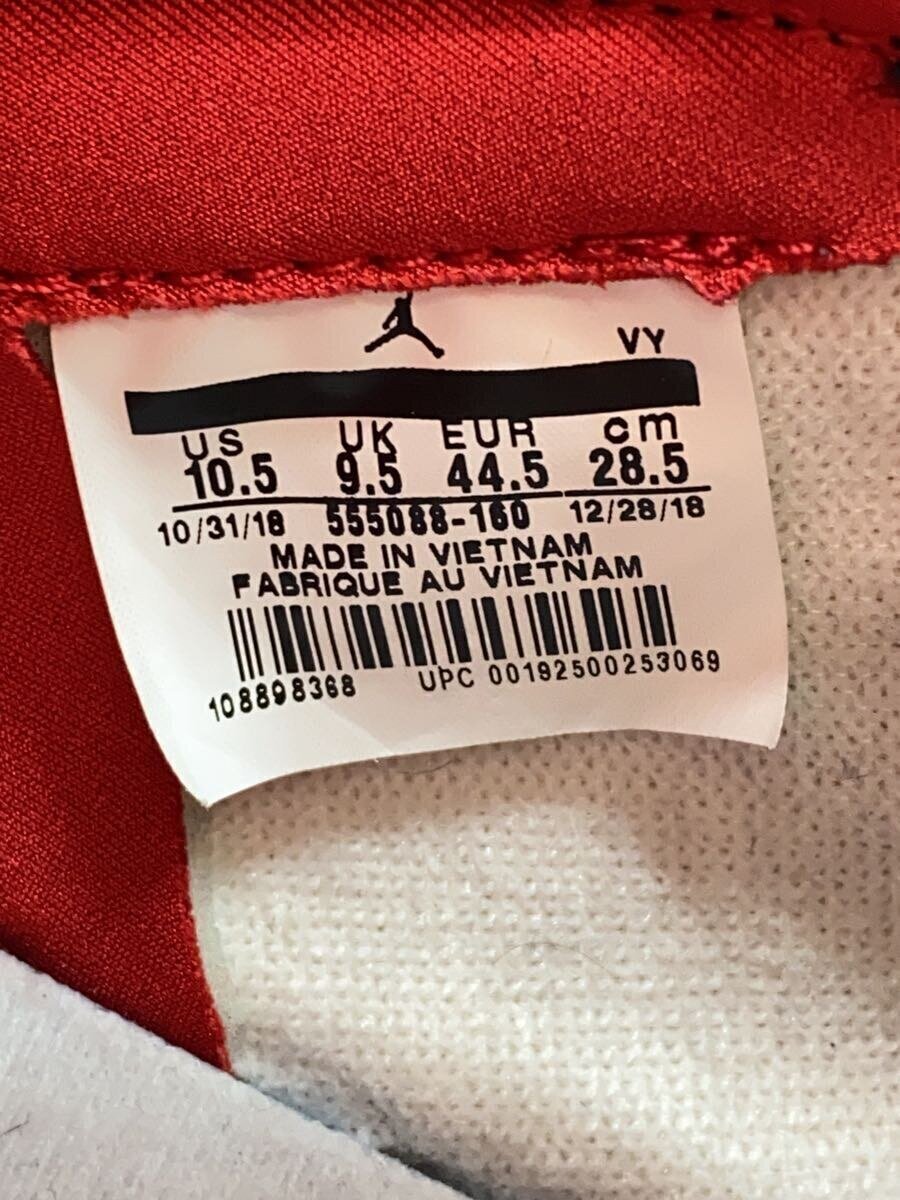 VY
US UK EUR cm
10.5 9.5 44.5 28.5
10/31/18 555088-160 12/28/18
MADE IN VIETNAM
FABRIQUE AU VIETNAM
108898368 UPC 00192500253069